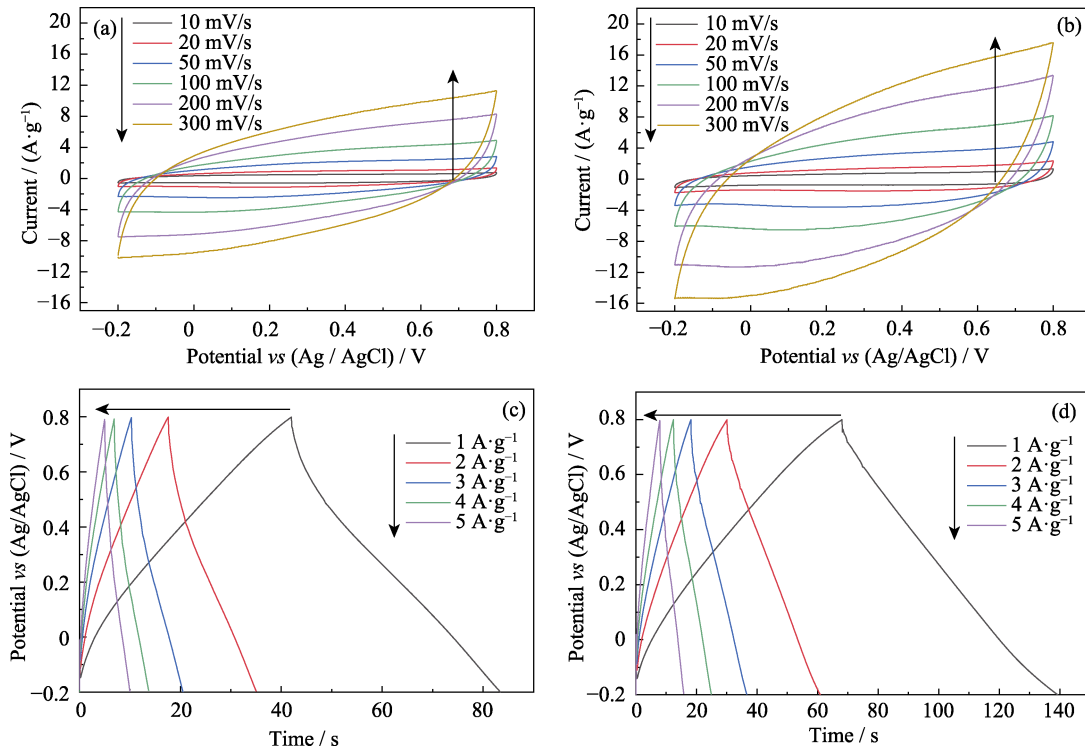 (a)
10 mV/s
20 mV/s
50 mV/s
100 mV/s
200 mV/s
300 mV/s
20
16
12
8
4
0
−4
−8
−12
−16
Current / (A·g⁻¹)
−0.2 0 0.2 0.4 0.6 0.8
Potential vs (Ag / AgCl) / V
(b)
10 mV/s
20 mV/s
50 mV/s
100 mV/s
200 mV/s
300 mV/s
20
16
12
8
4
0
−4
−8
−12
−16
Current / (A·g⁻¹)
−0.2 0 0.2 0.4 0.6 0.8
Potential vs (Ag/AgCl) / V
(c)
1 A·g⁻¹
2 A·g⁻¹
3 A·g⁻¹
4 A·g⁻¹
5 A·g⁻¹
0.8
0.6
0.4
0.2
0
−0.2
Potential vs (Ag/AgCl) / V
0 20 40 60 80
Time / s
(d)
1 A·g⁻¹
2 A·g⁻¹
3 A·g⁻¹
4 A·g⁻¹
5 A·g⁻¹
0.8
0.6
0.4
0.2
0
−0.2
Potential vs (Ag/AgCl) / V
0 20 40 60 80 100 120 140
Time / s